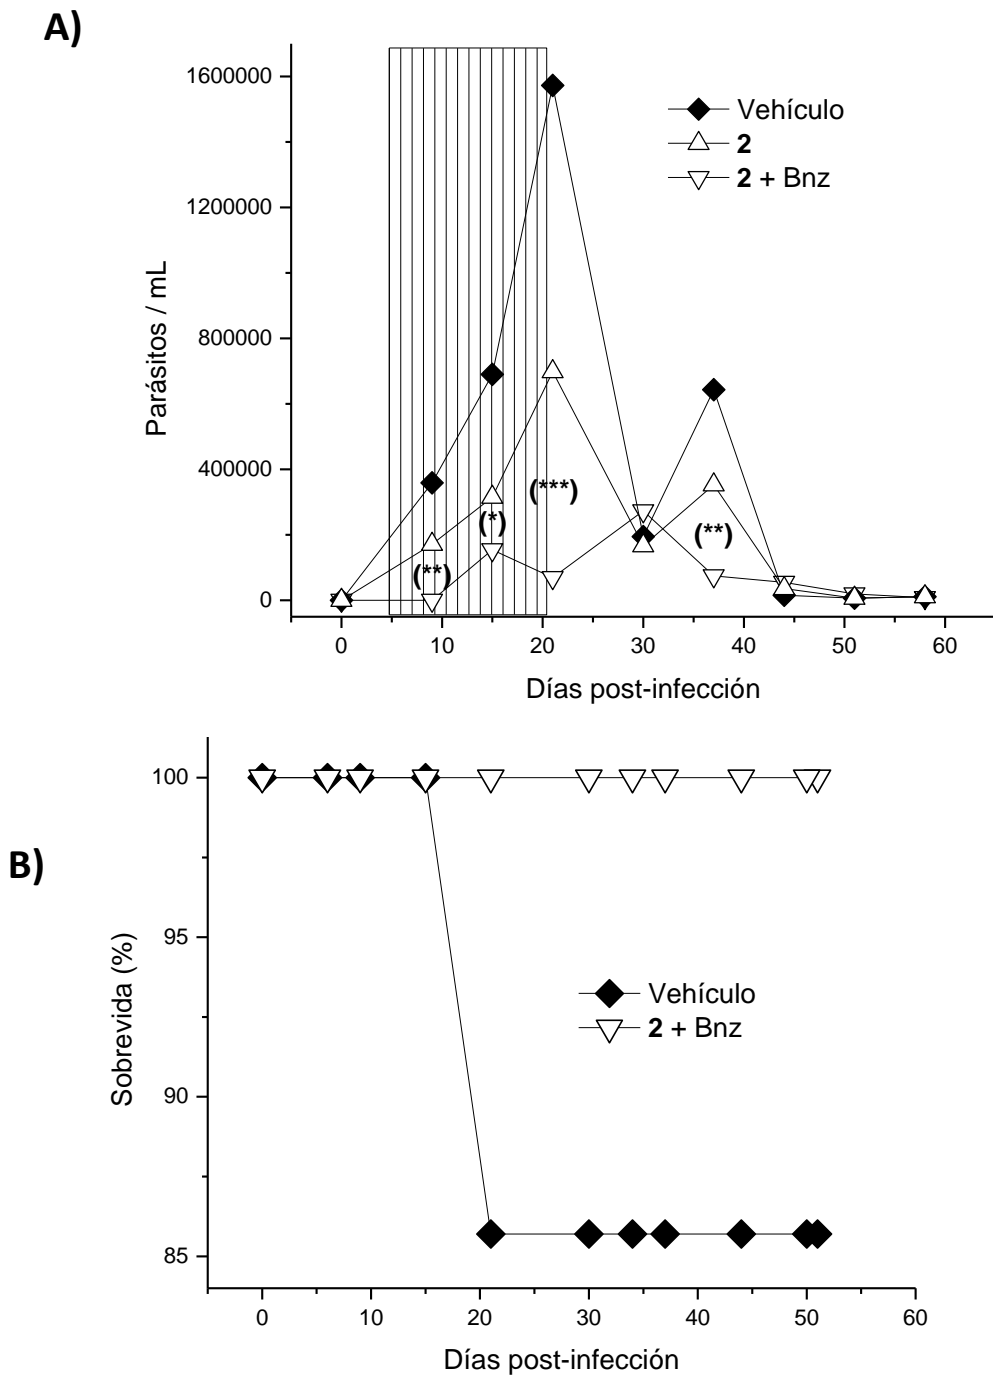 A)
1600000
1200000
800000
400000
0
Parásitos / mL
Vehículo
2
2 + Bnz
(***)
(*)
(**)
(**)
0 10 20 30 40 50 60
Días post-infección
B)
100
95
90
85
Sobrevida (%)
Vehículo
2 + Bnz
0 10 20 30 40 50 60
Días post-infección